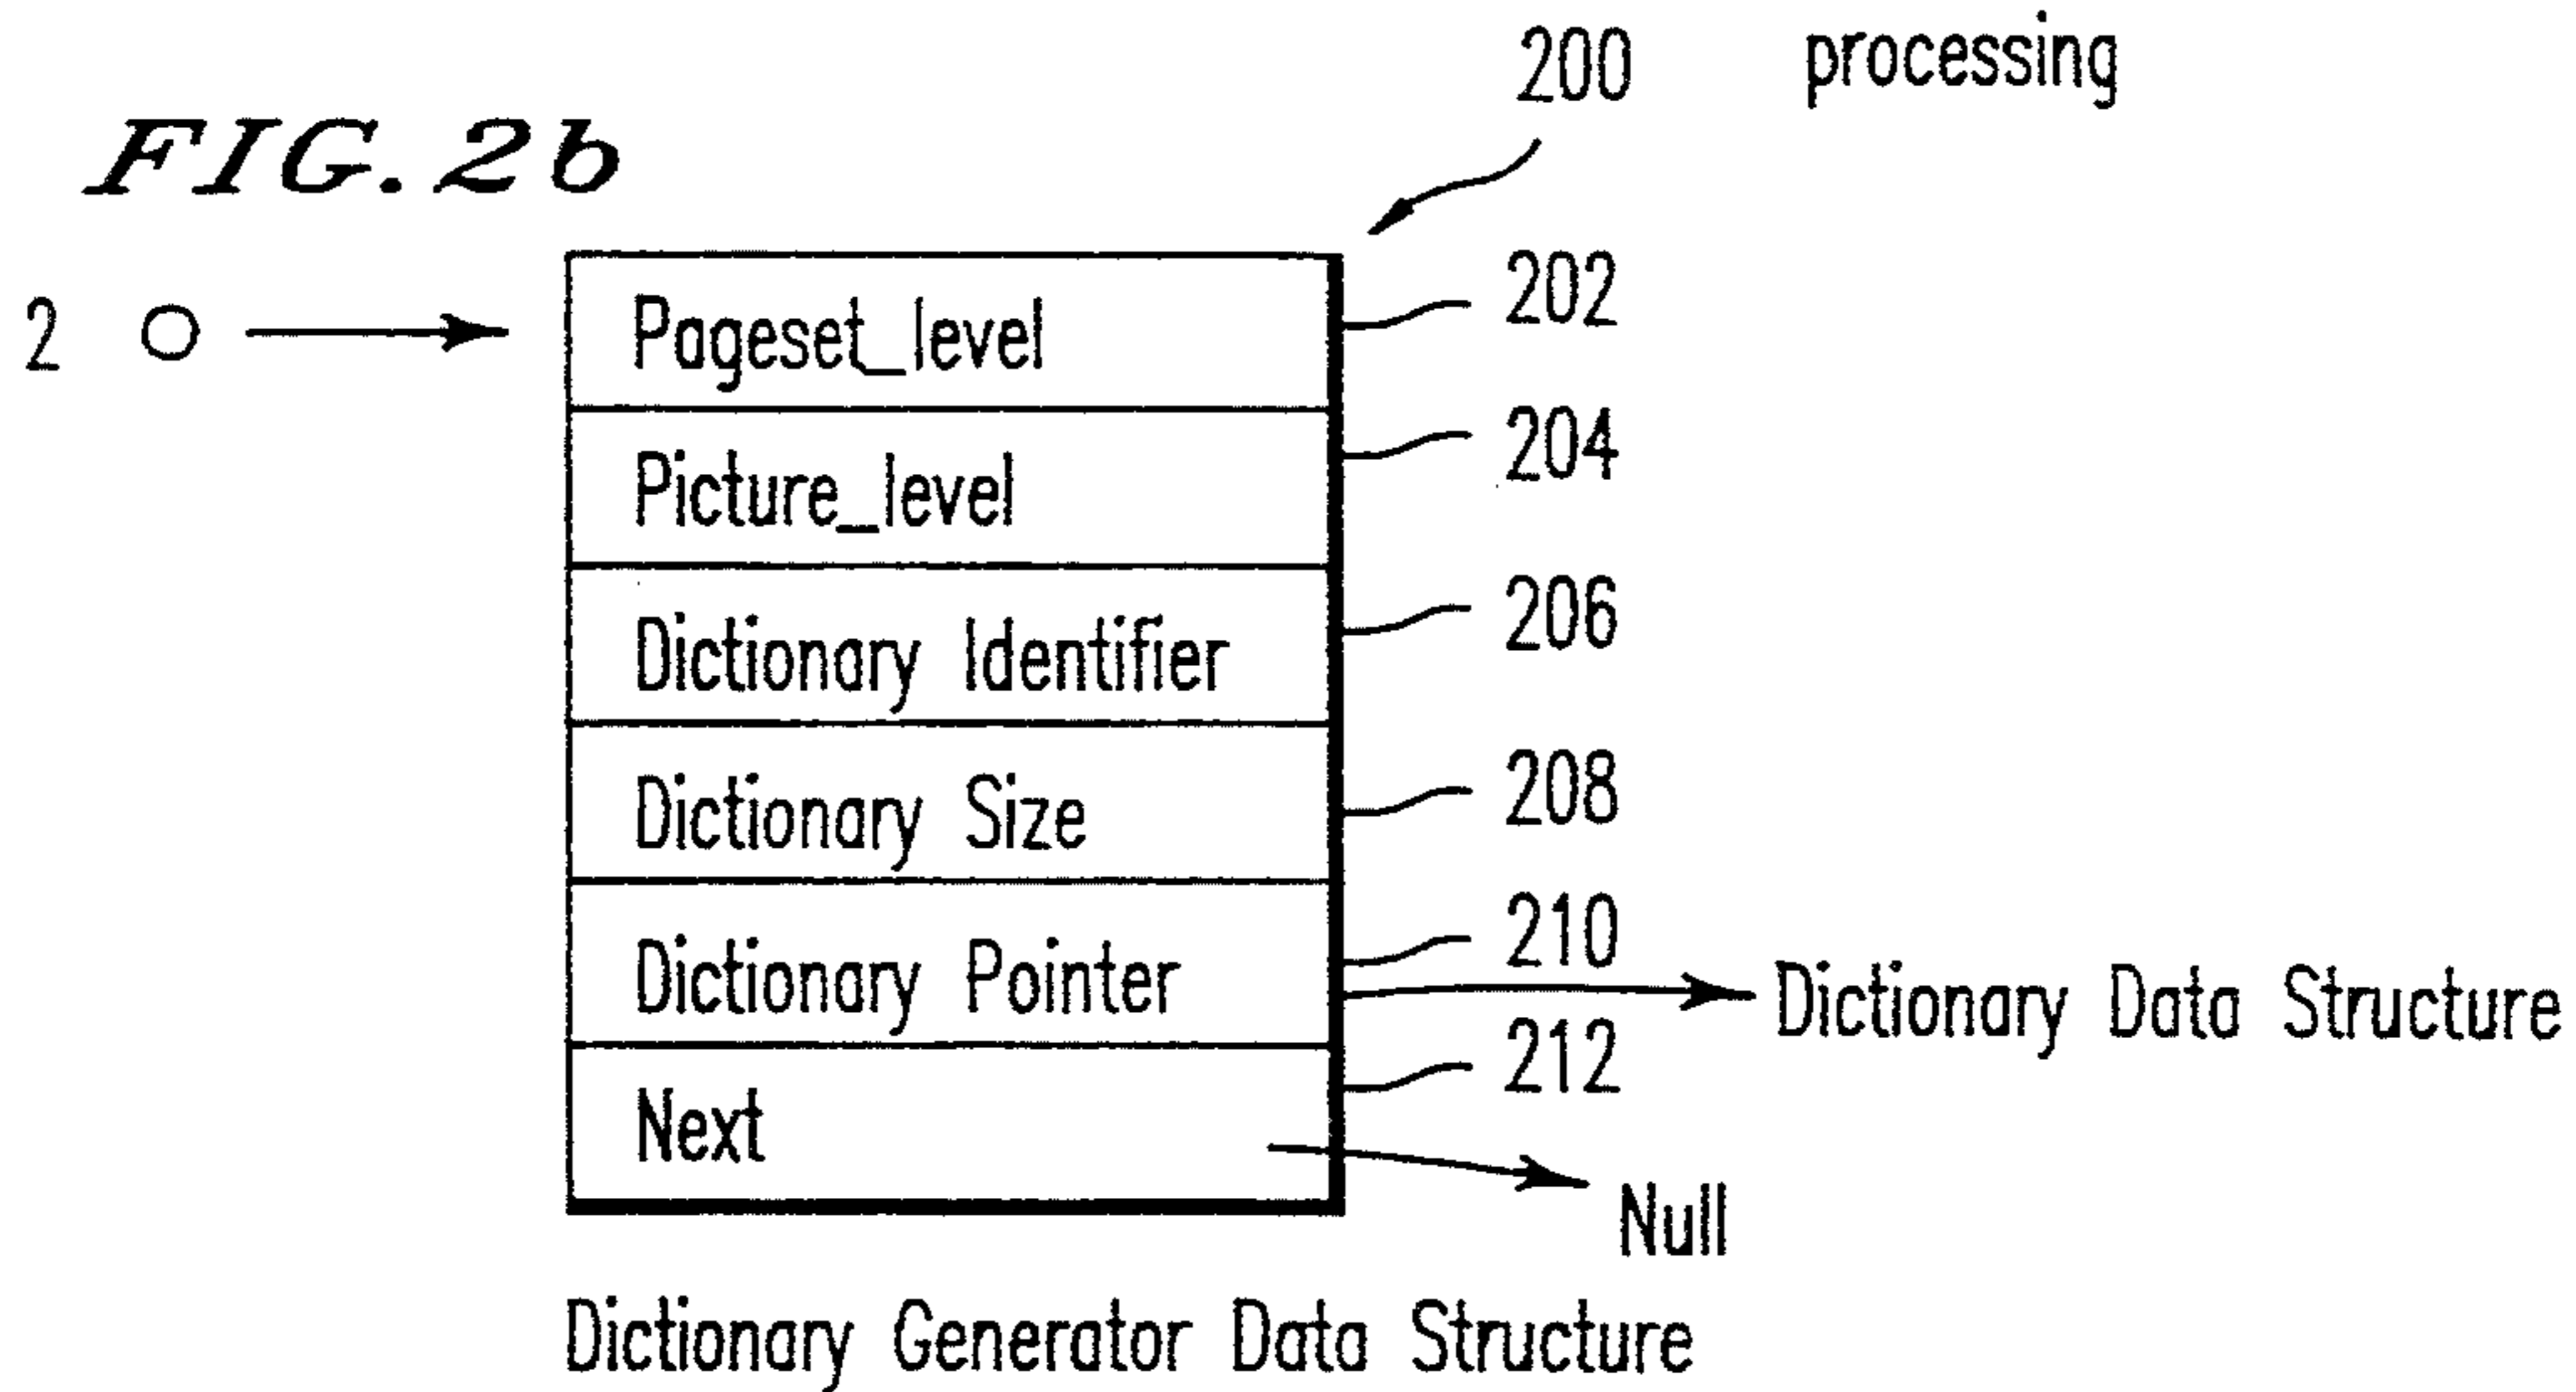 200 processing
FIG. 2b
2 Pageset_level 202
Picture_level 204
Dictionary Identifier 206
Dictionary Size 208
Dictionary Pointer 210
Dictionary Data Structure
Next 212
Null
Dictionary Generator Data Structure